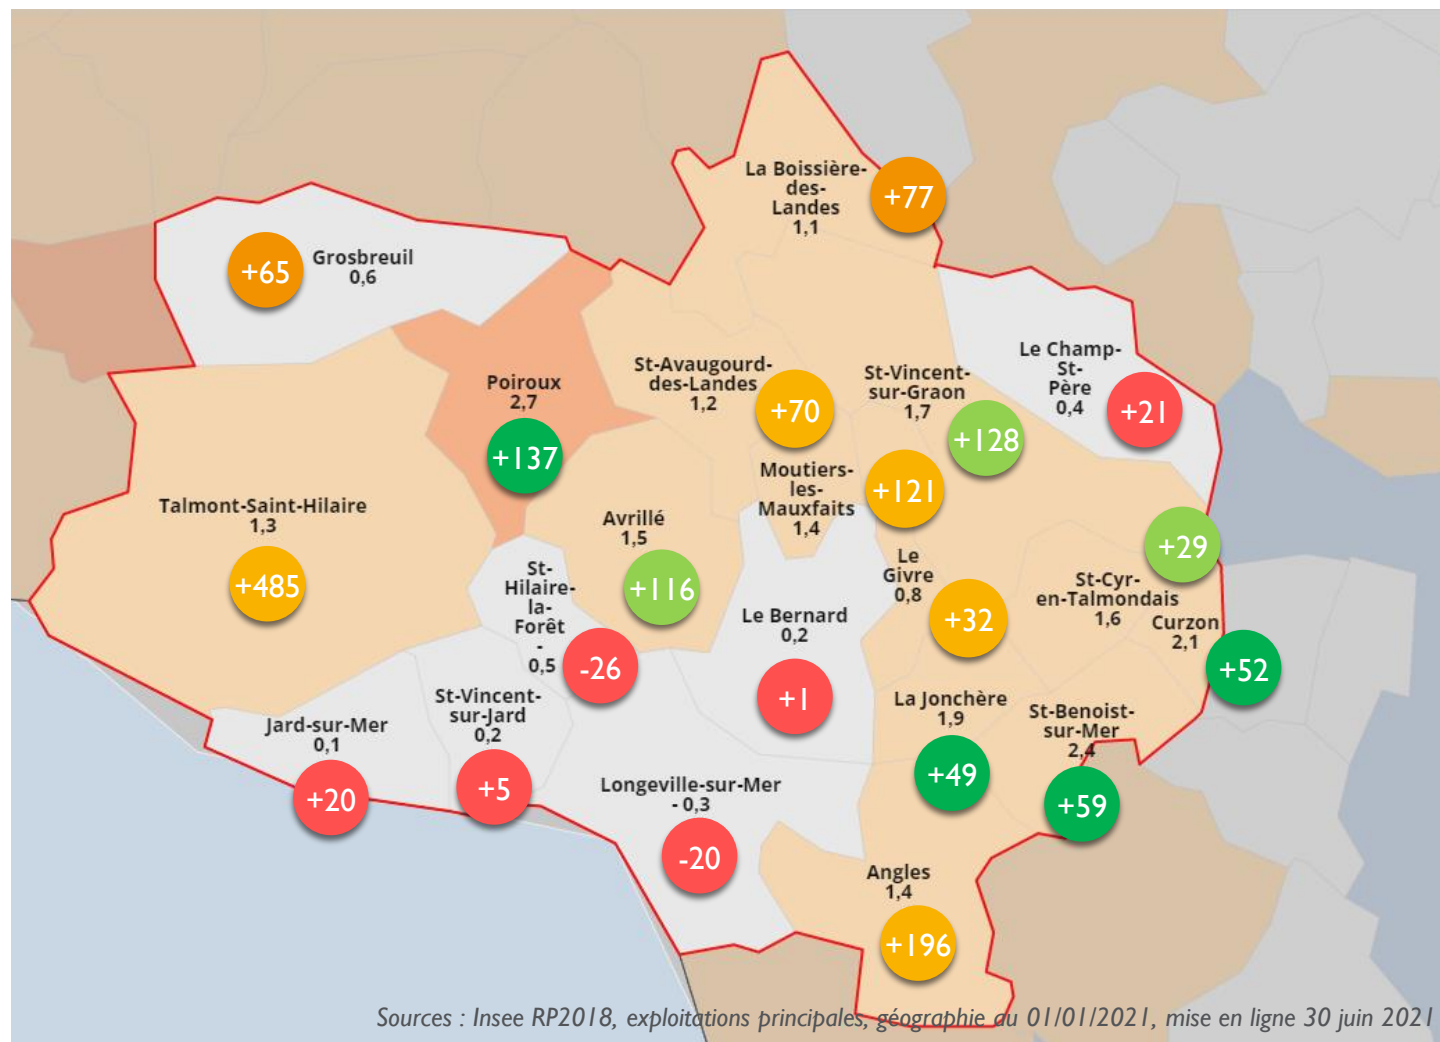 La Boissière-
des-
Landes
1,1
+77
Grosbreuil
0,6
+65
Le Champ-
St-
Père
0,4
+21
St-Avaugourd-
des-Landes
1,2
+70
St-Vincent-
sur-Graon
1,7
+128
Poiroux
2,7
+137
Moutiers-
les-
Mauxfaits
1,4
+121
Talmont-Saint-Hilaire
1,3
+485
Avrillé
1,5
+116
+29
St-Cyr-
en-Talmondais
1,6
Le
Givre
0,8
+32
St-
Hilaire-
la-
Forêt
-
0,5
-26
Le Bernard
0,2
+1
Curzon
2,1
+52
St-Vincent-
sur-Jard
0,2
+5
La Jonchère
1,9
+49
St-Benoist-
sur-Mer
2,4
+59
Jard-sur-Mer
0,1
+20
Longeville-sur-Mer
- 0,3
-20
Angles
1,4
+196
Sources : Insee RP2018, exploitations principales, géographie au 01/01/2021, mise en ligne 30 juin 2021